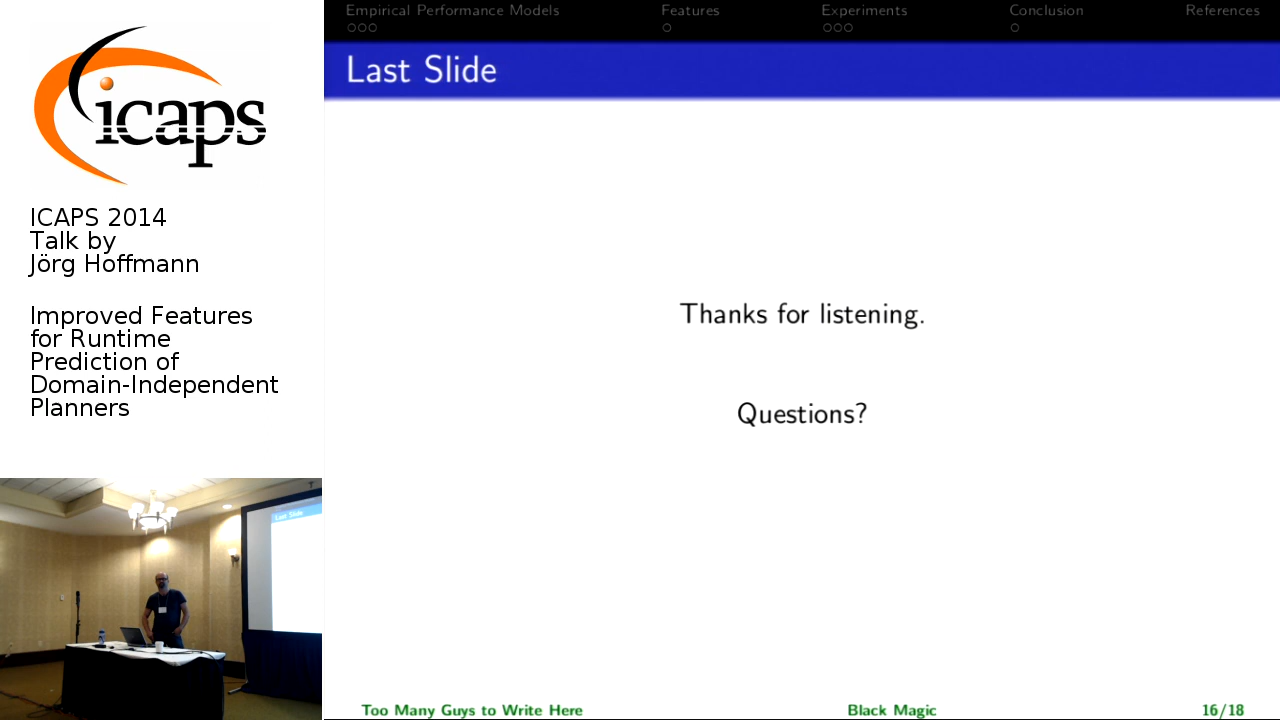 icaps
ICAPS 2014
Talk by
Jörg Hoffmann
Improved Features
for Runtime
Prediction of
Domain-Independent
Planners
Empirical Performance Models
Features
Experiments
Conclusion
References
Last Slide
Thanks for listening.
Questions?
Last Slide
Too Many Guys to Write Here
Black Magic
16/18